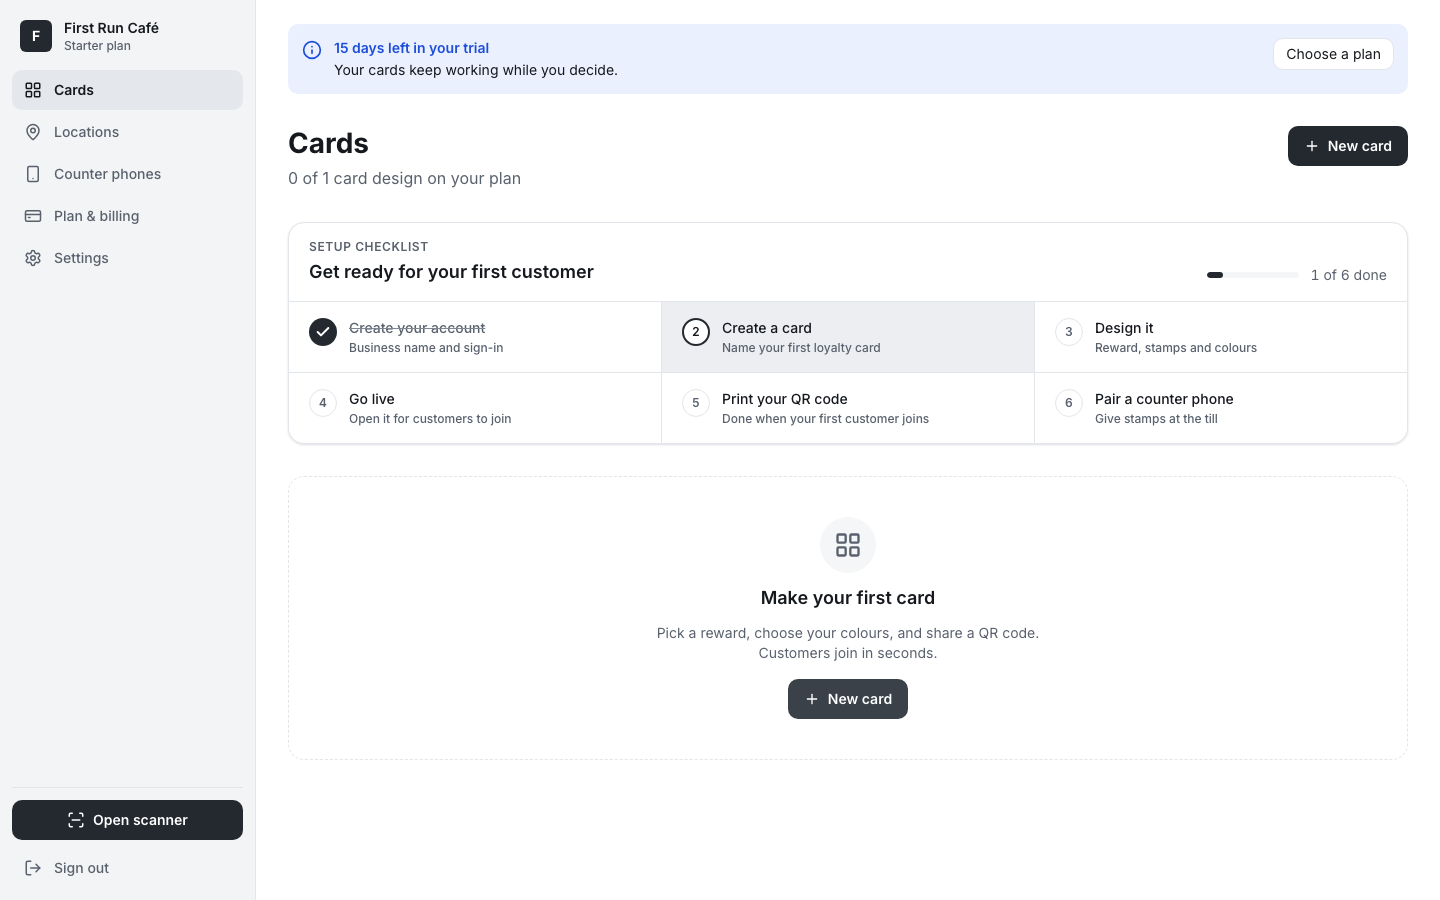 F
First Run Café
Starter plan
Cards
Locations
Counter phones
Plan & billing
Settings
Open scanner
Sign out
15 days left in your trial
Your cards keep working while you decide.
Choose a plan
Cards
0 of 1 card design on your plan
New card
SETUP CHECKLIST
Get ready for your first customer
1 of 6 done
Create your account
Business name and sign-in
2
Create a card
Name your first loyalty card
3
Design it
Reward, stamps and colours
4
Go live
Open it for customers to join
5
Print your QR code
Done when your first customer joins
6
Pair a counter phone
Give stamps at the till
Make your first card
Pick a reward, choose your colours, and share a QR code.
Customers join in seconds.
New card